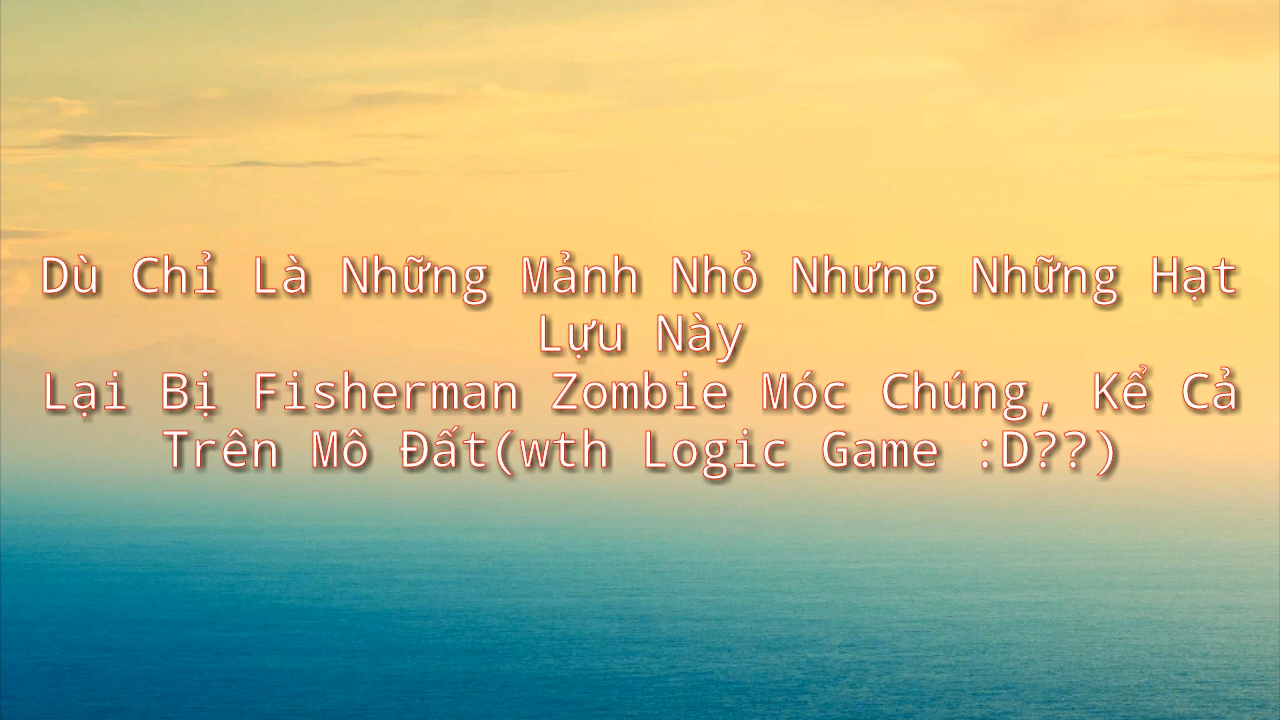 Dù Chỉ Là Những Mảnh Nhỏ Nhưng Những Hạt
Lựu Này
Lại Bị Fisherman Zombie Móc Chúng, Kể Cả
Trên Mô Đất(wth Logic Game :D??)